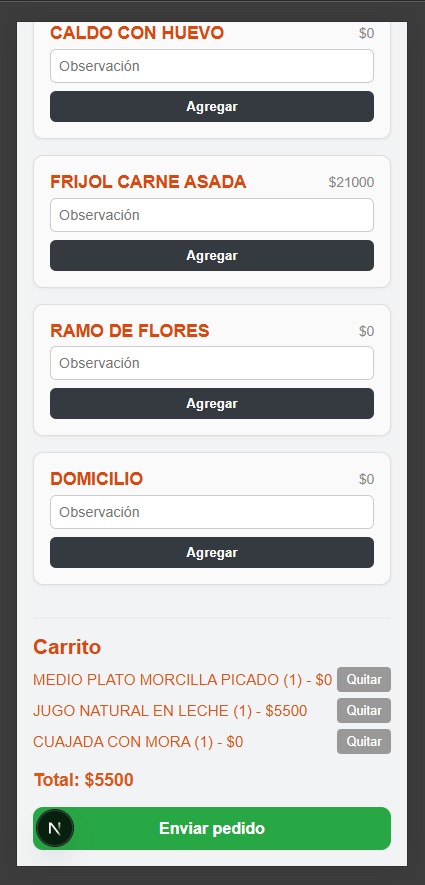 CALDO CON HUEVO $0
Observación
Agregar
FRIJOL CARNE ASADA $21000
Observación
Agregar
RAMO DE FLORES $0
Observación
Agregar
DOMICILIO $0
Observación
Agregar
Carrito
MEDIO PLATO MORCILLA PICADO (1) - $0 Quitar
JUGO NATURAL EN LECHE (1) - $5500 Quitar
CUAJADA CON MORA (1) - $0 Quitar
Total: $5500
N Enviar pedido